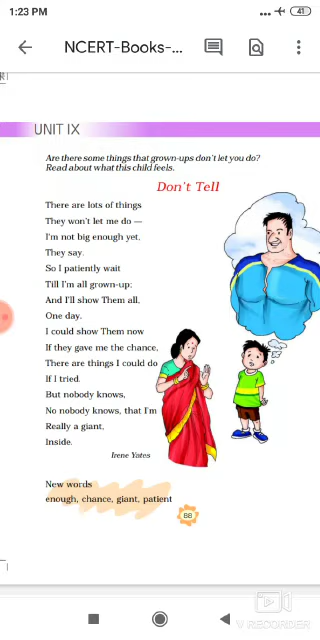 1:23 PM
41
NCERT-Books-...
UNIT IX
Are there some things that grown-ups don't let you do?
Read about what this child feels.
Don't Tell
There are lots of things
They won't let me do —
I'm not big enough yet,
They say.
So I patiently wait
Till I'm all grown-up;
And I'll show Them all,
One day.
I could show Them now
If they gave me the chance,
There are things I could do
If I tried.
But nobody knows,
No nobody knows, that I'm
Really a giant,
Inside.
Irene Yates
New words
enough, chance, giant, patient
88
V RECORDER